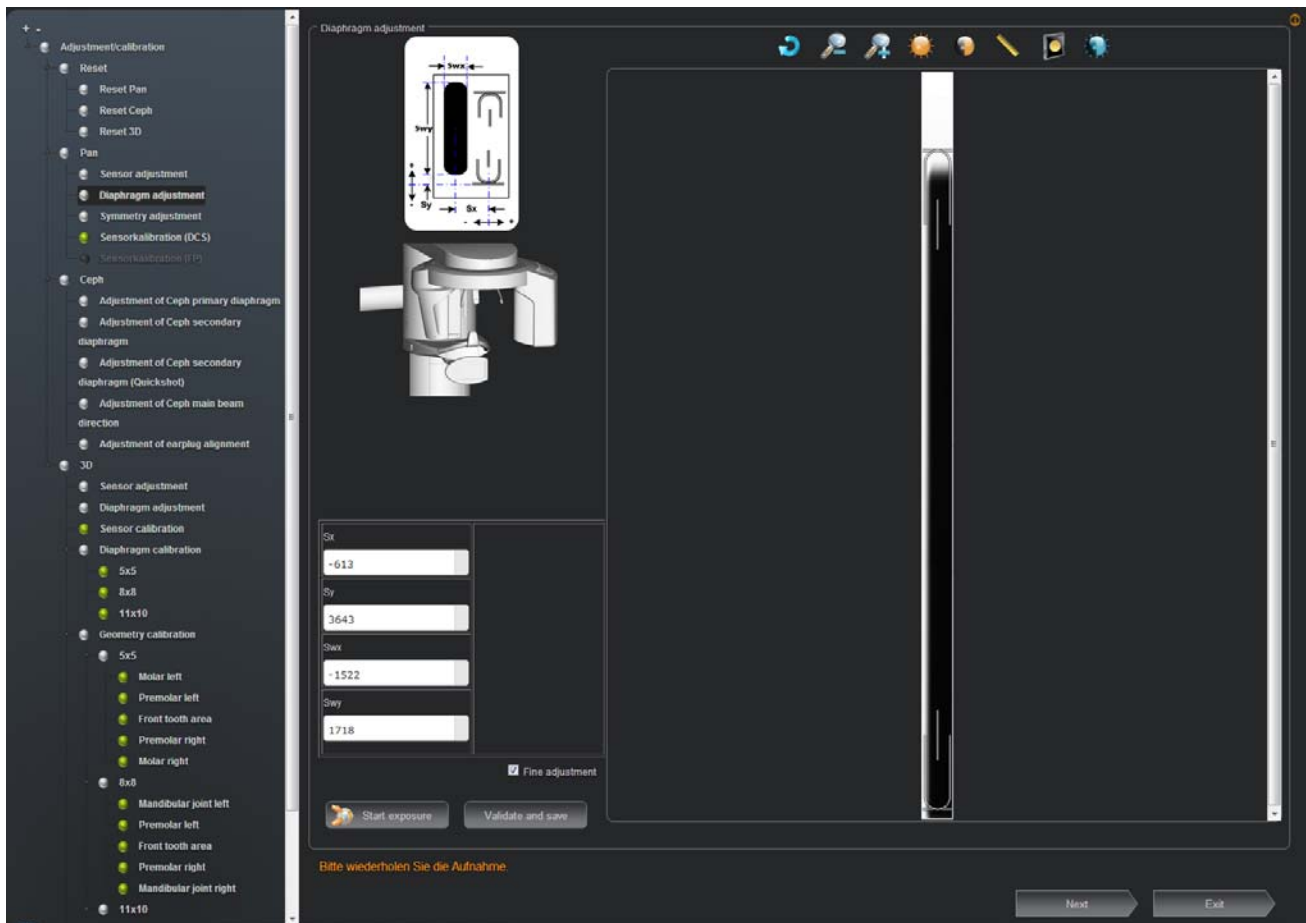 + -
Adjustment/calibration
Reset
Reset Pan
Reset Ceph
Reset 3D
Pan
Sensor adjustment
Diaphragm adjustment
Symmetry adjustment
Sensorkalibration (DCS)
Sensorkalibration (FP)
Ceph
Adjustment of Ceph primary diaphragm
Adjustment of Ceph secondary
diaphragm
Adjustment of Ceph secondary
diaphragm (Quickshot)
Adjustment of Ceph main beam
direction
Adjustment of earplug alignment
3D
Sensor adjustment
Diaphragm adjustment
Sensor calibration
Diaphragm calibration
5x5
8x8
11x10
Geometry calibration
5x5
Molar left
Premolar left
Front tooth area
Premolar right
Molar right
8x8
Mandibular joint left
Premolar left
Front tooth area
Premolar right
Mandibular joint right
11x10
Diaphragm adjustment
Swx
Swy
+
-
Sy
Sx
- +
Sx
-613
Sy
3643
Swx
-1522
Swy
1718
Fine adjustment
Start exposure
Validate and save
Bitte wiederholen Sie die Aufnahme.
Next
Exit